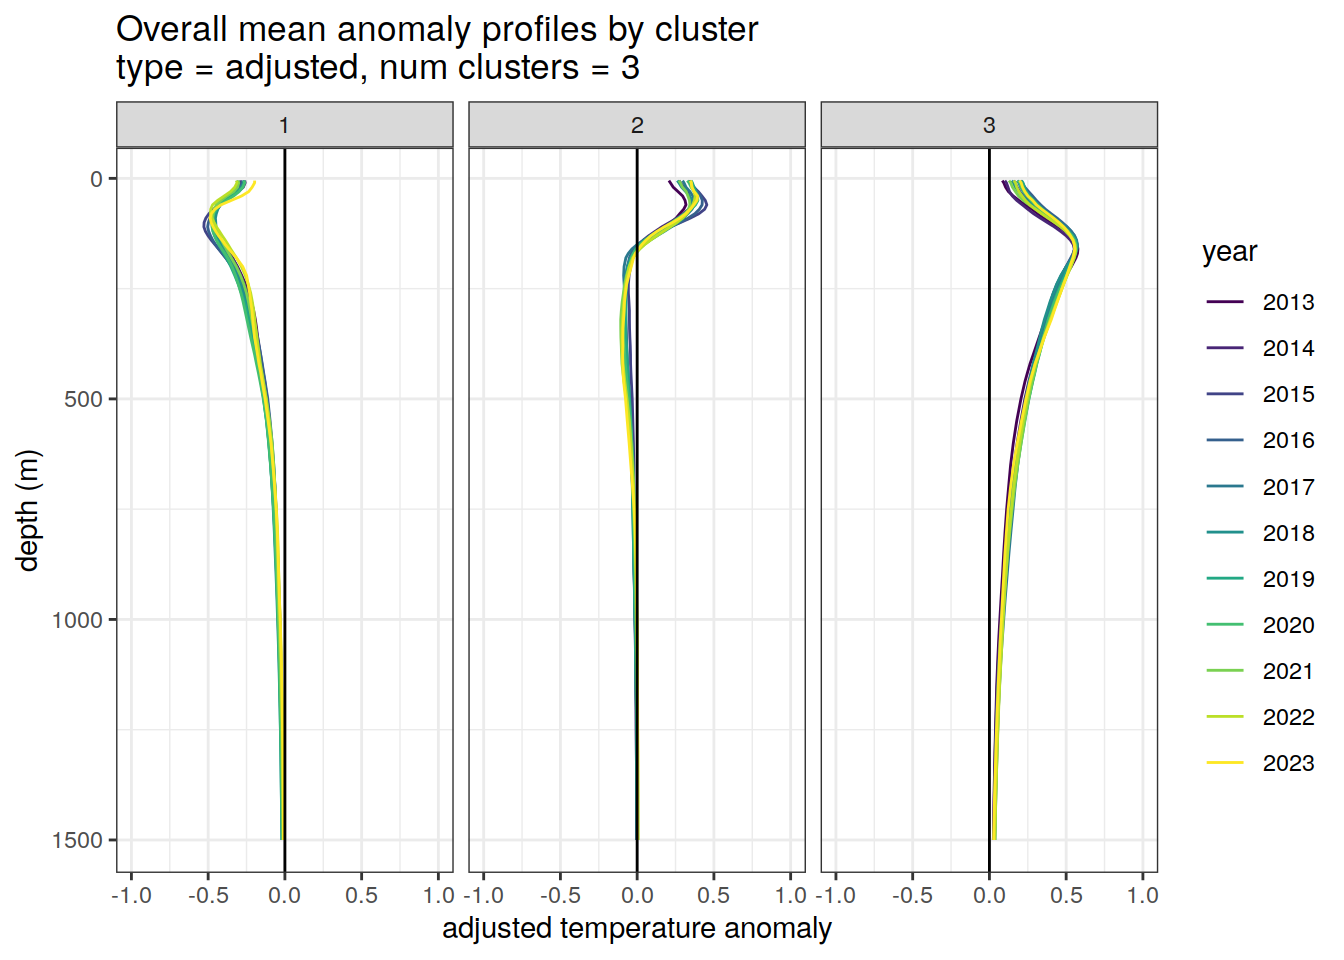 Overall mean anomaly profiles by cluster
type = adjusted, num clusters = 3
1
2
3
0
500
1000
1500
depth (m)
-1.0 -0.5 0.0 0.5 1.0
-1.0 -0.5 0.0 0.5 1.0
-1.0 -0.5 0.0 0.5 1.0
adjusted temperature anomaly
year
2013
2014
2015
2016
2017
2018
2019
2020
2021
2022
2023